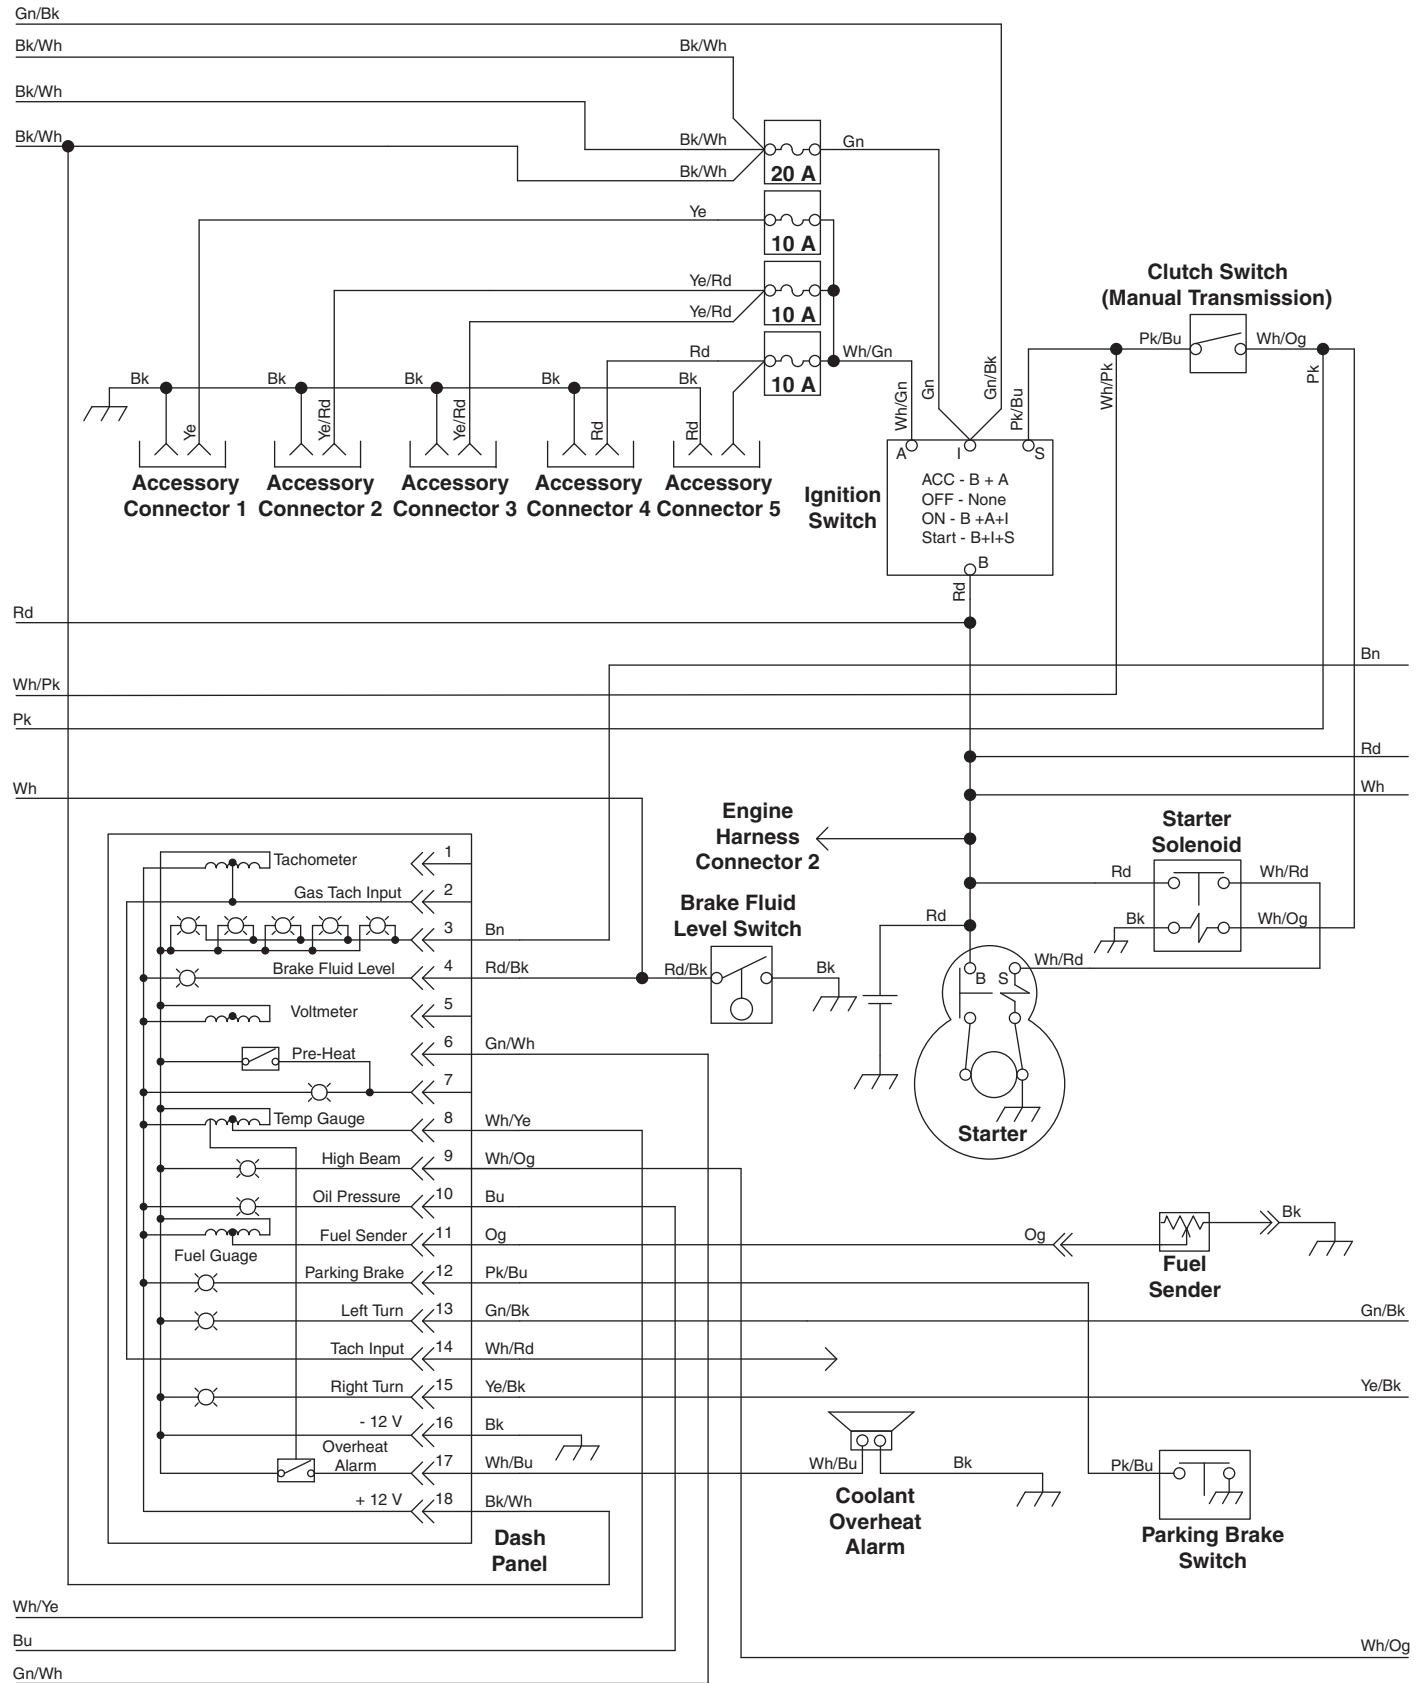 Gn/Bk
Bk/Wh
Bk/Wh
Bk/Wh
Bk/Wh
Bk/Wh
Bk/Wh
Gn
20 A
Ye
10 A
Ye/Rd
Ye/Rd
10 A
Rd
Wh/Gn
10 A
Clutch Switch
(Manual Transmission)
Pk/Bu
Wh/Og
Wh/Pk
Pk
Bk
Bk
Bk
Bk
Bk
Ye
Ye/Rd
Ye/Rd
Rd
Rd
Wh/Gn
Gn
Gn/Bk
Pk/Bu
Accessory
Connector 1
Accessory
Connector 2
Accessory
Connector 3
Accessory
Connector 4
Accessory
Connector 5
Ignition
Switch
A
I
S
ACC - B + A
OFF - None
ON - B +A+I
Start - B+I+S
B
Rd
Rd
Bn
Wh/Pk
Pk
Rd
Wh
Wh
Engine
Harness
Connector 2
Starter
Solenoid
Rd
Wh/Rd
Bk
Wh/Og
Brake Fluid
Level Switch
Rd
Rd/Bk
Bk
Wh/Rd
B
S
Starter
Tachometer
1
Gas Tach Input
2
3
Bn
Brake Fluid Level
4
Rd/Bk
Voltmeter
5
Pre-Heat
6
Gn/Wh
7
Temp Gauge
8
Wh/Ye
High Beam
9
Wh/Og
Oil Pressure
10
Bu
Fuel Sender
11
Og
Fuel Guage
Parking Brake
12
Pk/Bu
Left Turn
13
Gn/Bk
Tach Input
14
Wh/Rd
Right Turn
15
Ye/Bk
- 12 V
16
Bk
Overheat
Alarm
17
Wh/Bu
+ 12 V
18
Bk/Wh
Dash
Panel
Og
Bk
Fuel
Sender
Gn/Bk
Ye/Bk
Wh/Bu
Bk
Coolant
Overheat
Alarm
Pk/Bu
Parking Brake
Switch
Wh/Ye
Bu
Wh/Og
Gn/Wh